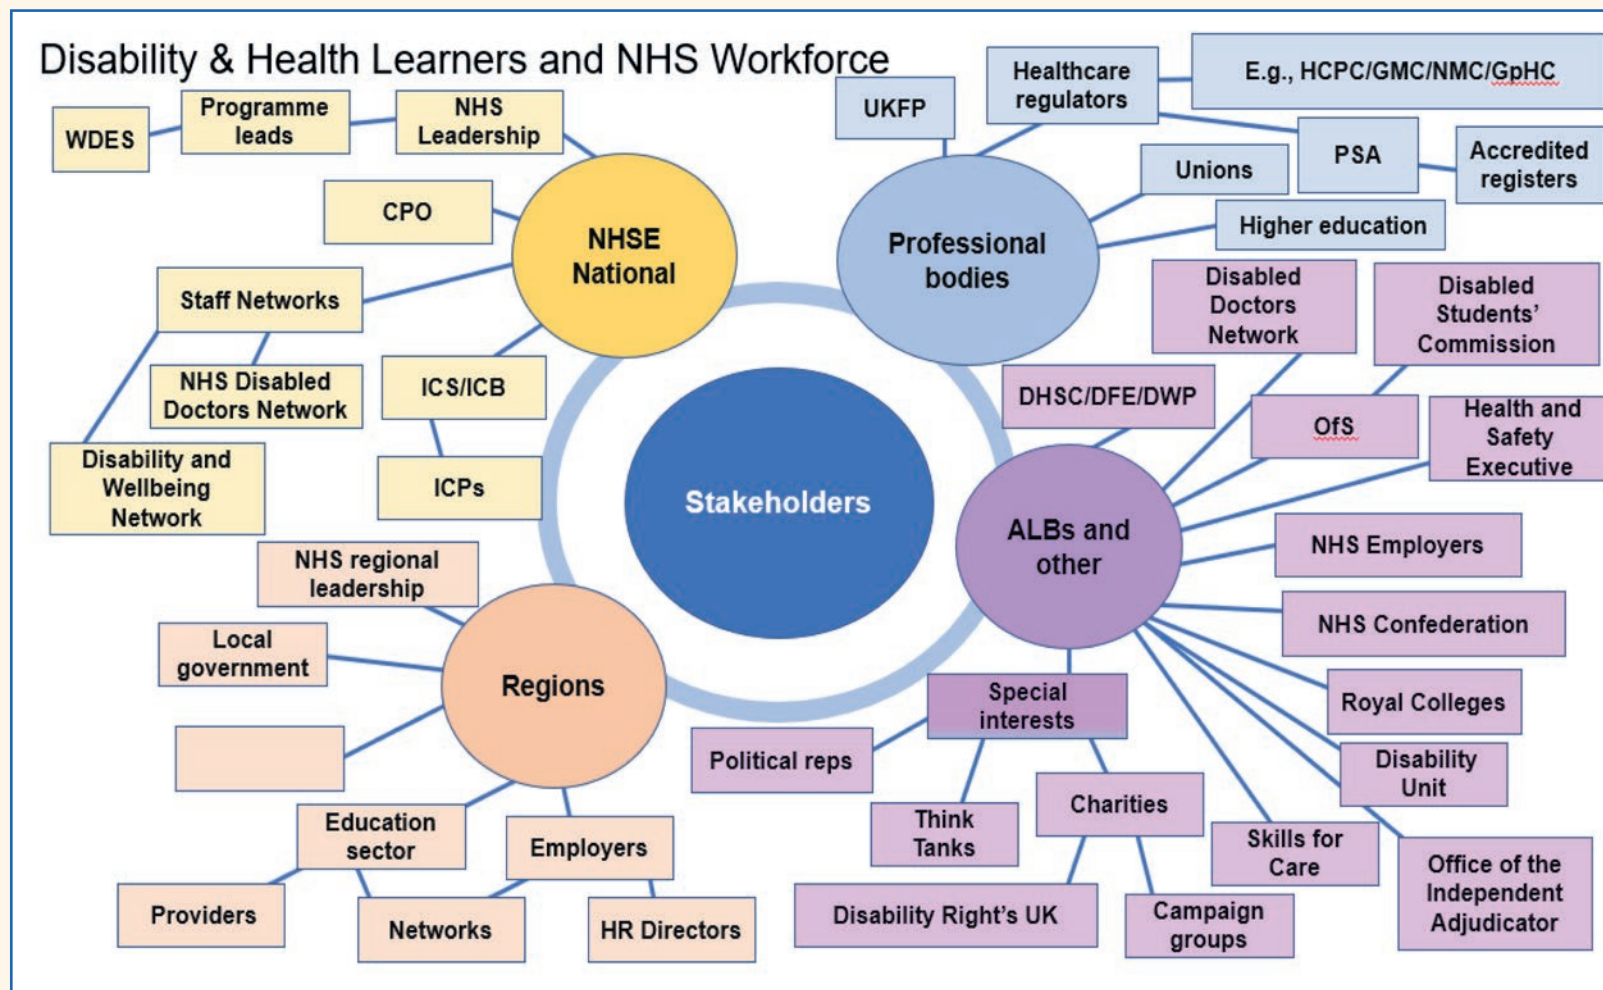 Disability & Health Learners and NHS Workforce
WDES
Programme
leads
NHS
Leadership
CPO
NHSE
National
Staff Networks
NHS Disabled
Doctors Network
Disability and
Wellbeing
Network
ICS/ICB
ICPs
UKFP
Healthcare
regulators
E.g., HCPC/GMC/NMC/GpHC
PSA
Accredited
registers
Unions
Higher education
Professional
bodies
Stakeholders
Disabled
Doctors
Network
Disabled
Students’
Commission
DHSC/DFE/DWP
OfS
Health and
Safety
Executive
ALBs and
other
NHS Employers
NHS Confederation
Royal Colleges
Disability
Unit
Office of the
Independent
Adjudicator
Skills for
Care
Special
interests
Political reps
Think
Tanks
Charities
Disability Right’s UK
Campaign
groups
NHS regional
leadership
Local
government
Regions
Education
sector
Employers
Providers
Networks
HR Directors